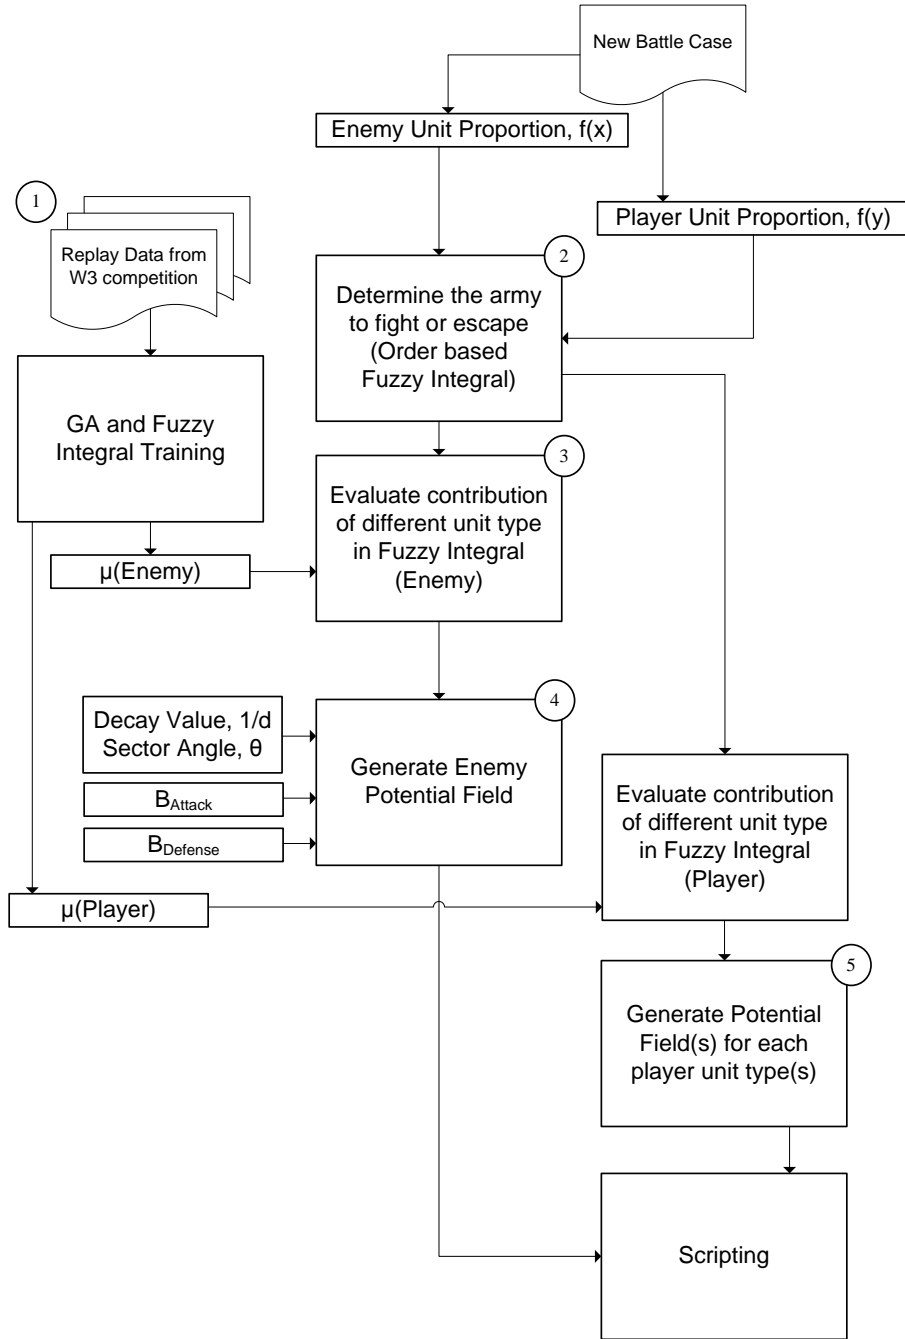 New Battle Case
Enemy Unit Proportion, f(x)
1
Replay Data from
W3 competition
Player Unit Proportion, f(y)
2
Determine the army
to fight or escape
(Order based
Fuzzy Integral)
GA and Fuzzy
Integral Training
3
Evaluate contribution
of different unit type
in Fuzzy Integral
(Enemy)
μ(Enemy)
4
Decay Value, 1/d
Sector Angle, θ
Generate Enemy
Potential Field
B_Attack
B_Defense
Evaluate contribution
of different unit type
in Fuzzy Integral
(Player)
μ(Player)
5
Generate Potential
Field(s) for each
player unit type(s)
Scripting